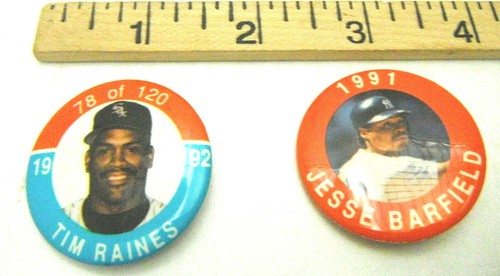 1 2 3 4
78 of 120
19 92
TIM RAINES
1991
JESSE BARFIELD